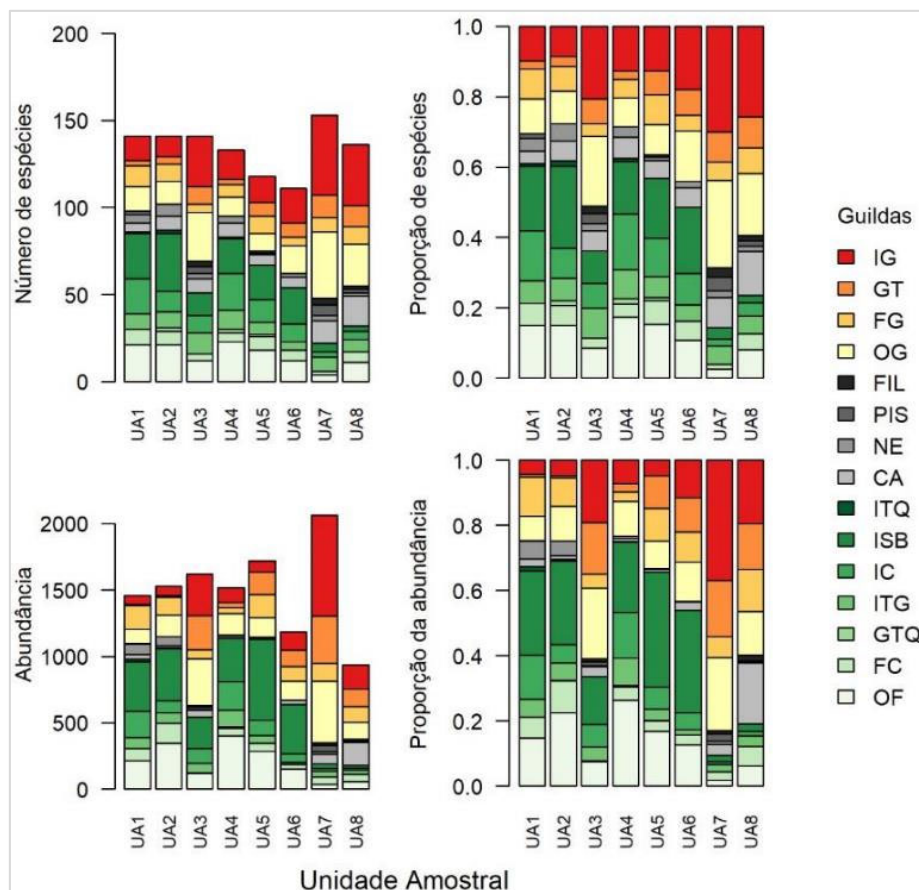 200
150
100
50
0
Número de espécies
UA1
UA2
UA3
UA4
UA5
UA6
UA7
UA8
1.0
0.8
0.6
0.4
0.2
0.0
Proporção de espécies
UA1
UA2
UA3
UA4
UA5
UA6
UA7
UA8
2000
1500
1000
500
0
Abundância
UA1
UA2
UA3
UA4
UA5
UA6
UA7
UA8
1.0
0.8
0.6
0.4
0.2
0.0
Proporção da abundância
UA1
UA2
UA3
UA4
UA5
UA6
UA7
UA8
Unidade Amostral
Guildas
IG
GT
FG
OG
FIL
PIS
NE
CA
ITQ
ISB
IC
ITG
GTQ
FC
OF